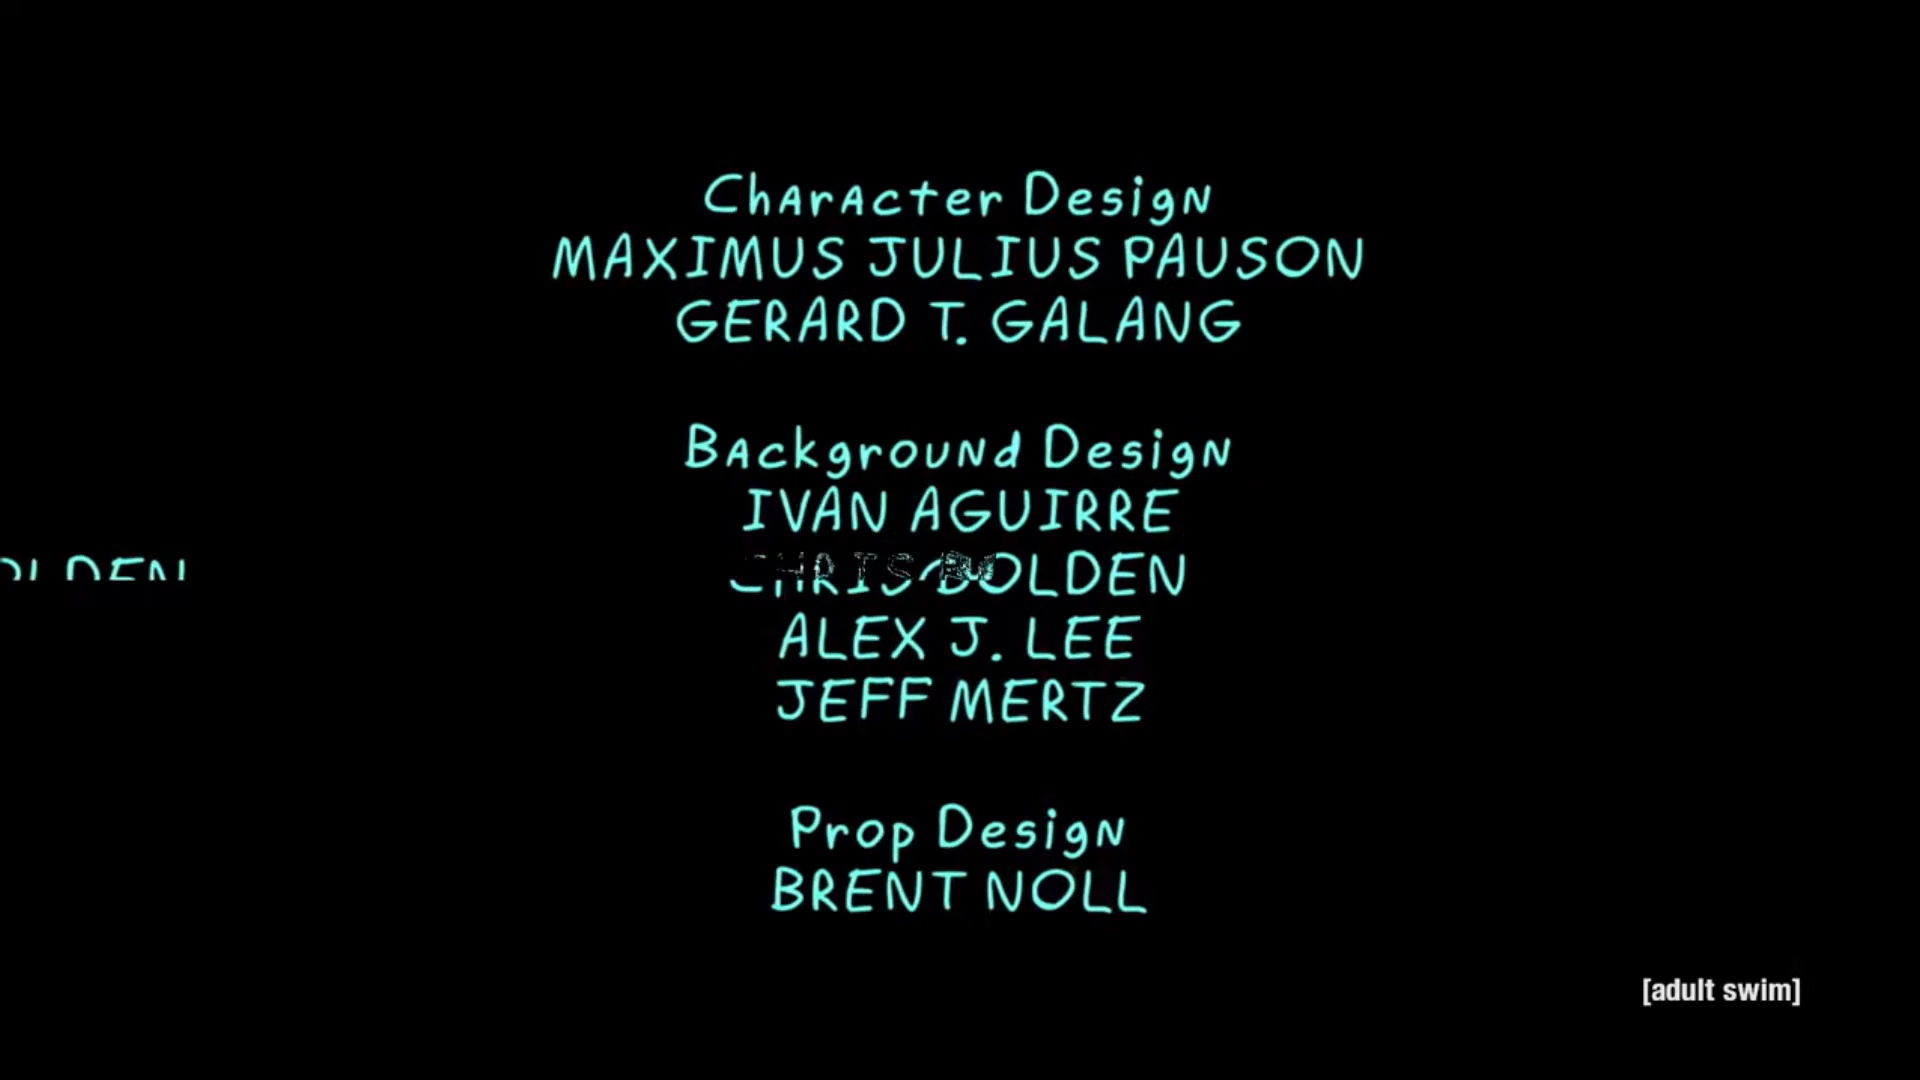 Character Design
MAXIMUS JULIUS PAUSON
GERARD T. GALANG
Background Design
IVAN AGUIRRE
CHRIS BOLDEN
ALEX J. LEE
JEFF MERTZ
Prop Design
BRENT NOLL
[adult swim]